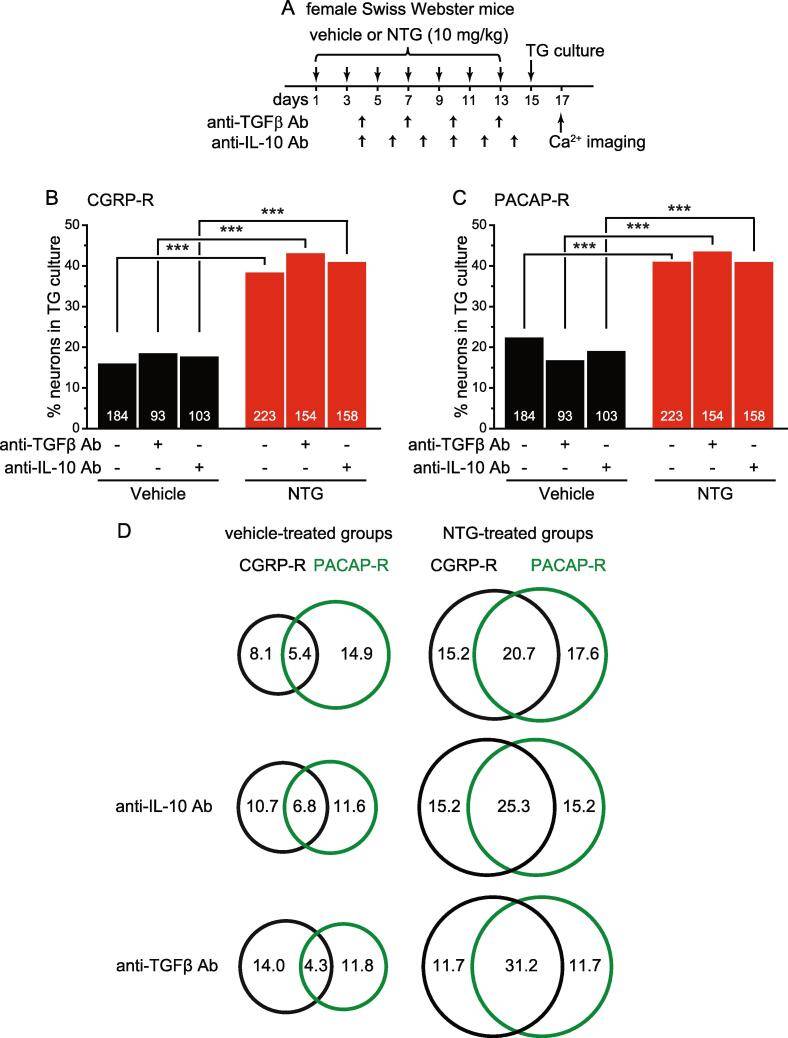 A female Swiss Webster mice
vehicle or NTG (10 mg/kg)
TG culture
days 1 3 5 7 9 11 13 15 17
anti-TGFβ Ab
anti-IL-10 Ab
Ca²⁺ imaging
B CGRP-R
% neurons in TG culture
50
40
30
20
10
0
***
***
***
184 93 103 223 154 158
anti-TGFβ Ab - + - - + -
anti-IL-10 Ab - - + - - +
Vehicle NTG
C PACAP-R
% neurons in TG culture
50
40
30
20
10
0
***
***
***
184 93 103 223 154 158
anti-TGFβ Ab - + - - + -
anti-IL-10 Ab - - + - - +
Vehicle NTG
D vehicle-treated groups NTG-treated groups
CGRP-R PACAP-R CGRP-R PACAP-R
8.1 5.4 14.9 15.2 20.7 17.6
anti-IL-10 Ab 10.7 6.8 11.6 15.2 25.3 15.2
anti-TGFβ Ab 14.0 4.3 11.8 11.7 31.2 11.7